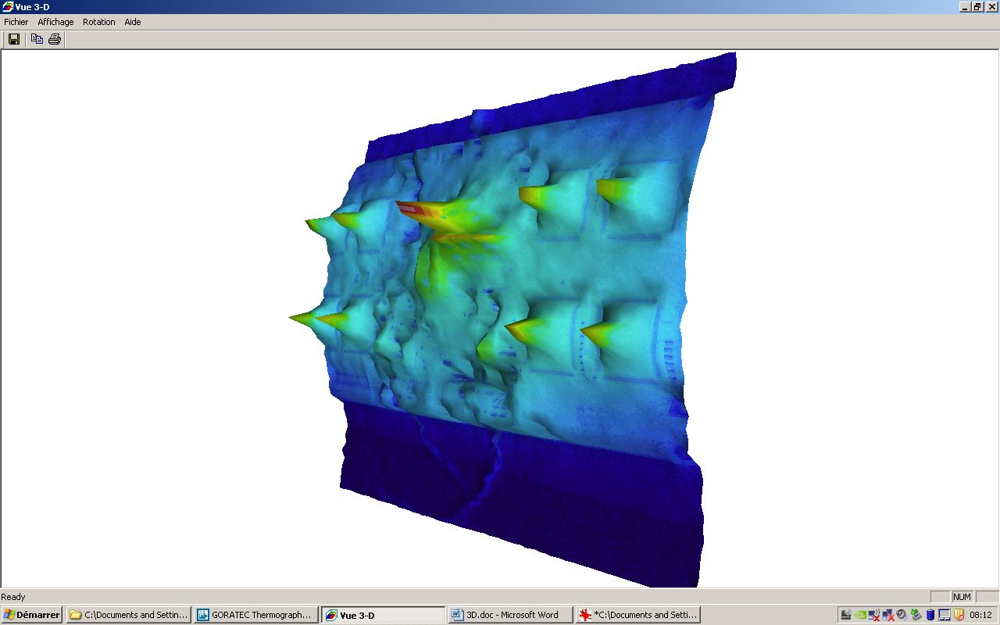 Vue 3-D
Fichier Affichage Rotation Aide
Ready
NUM
Démarrer
C:\Documents and Settin...
GORATEC Thermograph...
Vue 3-D
3D.doc - Microsoft Word
*C:\Documents and Setti...
08:12